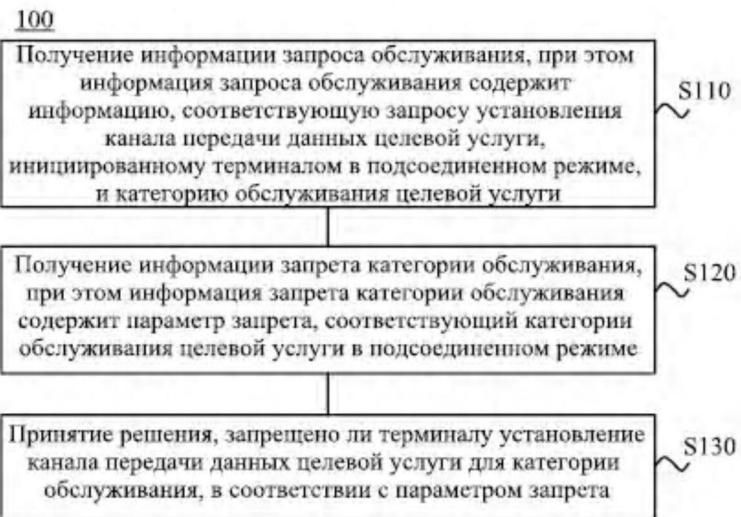 100
Получение информации запроса обслуживания, при этом
информация запроса обслуживания содержит
информацию, соответствующую запросу установления
канала передачи данных целевой услуги,
инициированному терминалом в подсоединенном режиме,
и категорию обслуживания целевой услуги
S110
Получение информации запрета категории обслуживания,
при этом информация запрета категории обслуживания
содержит параметр запрета, соответствующий категории
обслуживания целевой услуги в подсоединенном режиме
S120
Принятие решения, запрещено ли терминалу установление
канала передачи данных целевой услуги для категории
обслуживания, в соответствии с параметром запрета
S130